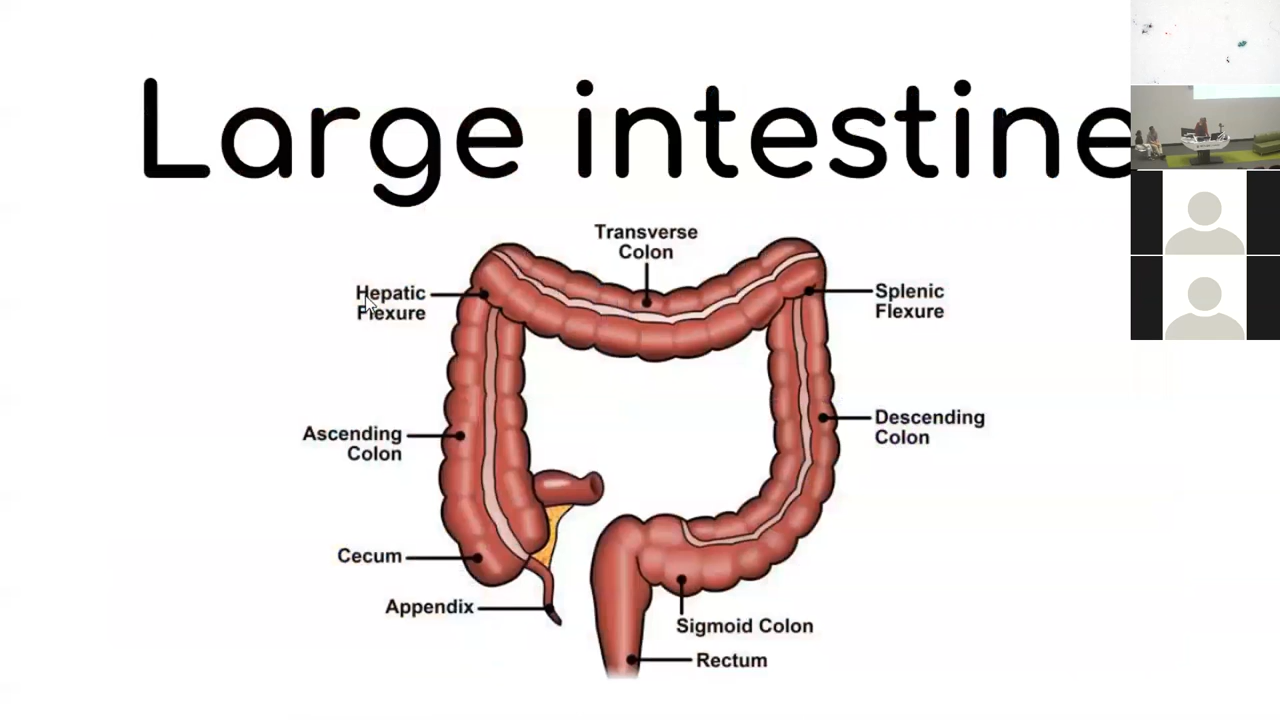 Large intestine
Transverse
Colon
Hepatic
Flexure
Splenic
Flexure
Descending
Colon
Ascending
Colon
Cecum
Appendix
Sigmoid Colon
Rectum